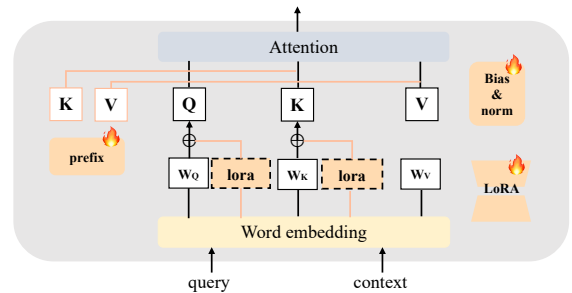 Attention
K
V
Q
K
V
Bias
&
norm
prefix
WQ
lora
WK
lora
WV
LoRA
Word embedding
query
context